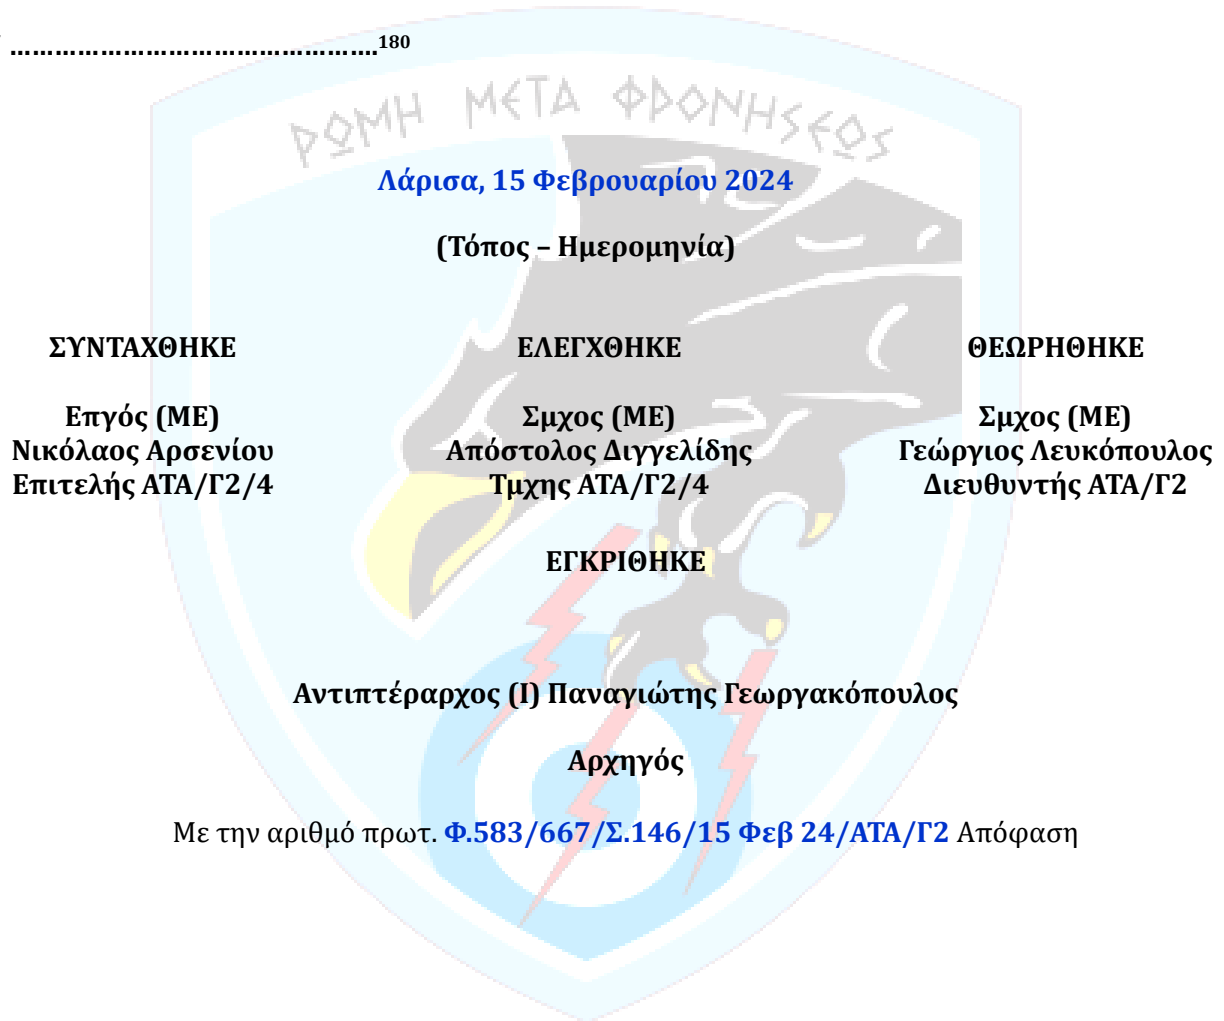 ……………………………………….180
ΡΩΜΗ ΜΕΤΑ ΦΡΟΝΗΣΕΩΣ
Λάρισα, 15 Φεβρουαρίου 2024
(Τόπος – Ημερομηνία)
ΣΥΝΤΑΧΘΗΚΕ ΕΛΕΓΧΘΗΚΕ ΘΕΩΡΗΘΗΚΕ
Επγός (ΜΕ) Σμχος (ΜΕ) Σμχος (ΜΕ)
Νικόλαος Αρσενίου Απόστολος Διγγελίδης Γεώργιος Λευκόπουλος
Επιτελής ΑΤΑ/Γ2/4 Τμχης ΑΤΑ/Γ2/4 Διευθυντής ΑΤΑ/Γ2
ΕΓΚΡΙΘΗΚΕ
Αντιπτέραρχος (Ι) Παναγιώτης Γεωργακόπουλος
Αρχηγός
Με την αριθμό πρωτ. Φ.583/667/Σ.146/15 Φεβ 24/ΑΤΑ/Γ2 Απόφαση